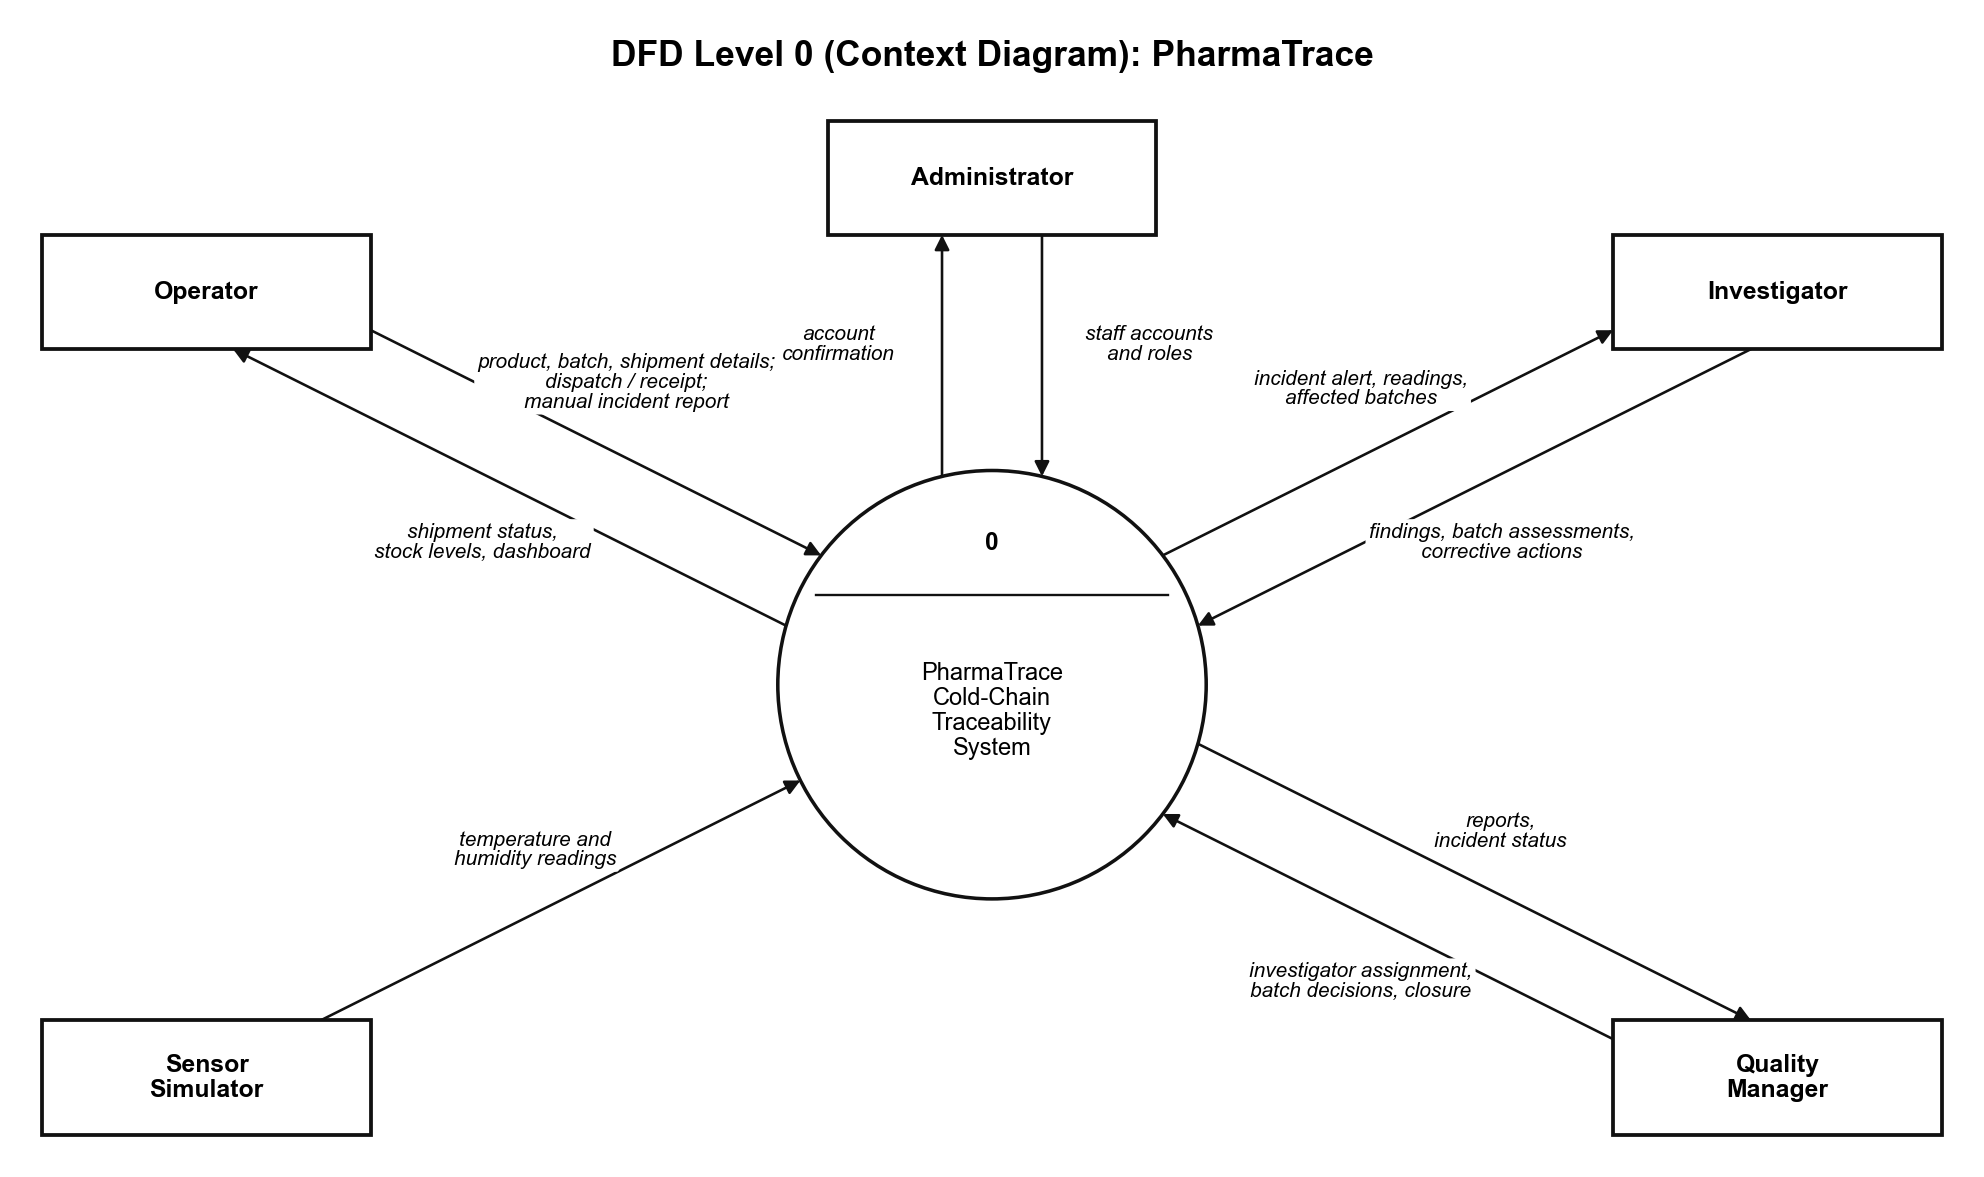 DFD Level 0 (Context Diagram): PharmaTrace
Administrator
Operator
Investigator
account
confirmation
staff accounts
and roles
product, batch, shipment details;
dispatch / receipt;
manual incident report
incident alert, readings,
affected batches
shipment status,
stock levels, dashboard
findings, batch assessments,
corrective actions
0
PharmaTrace
Cold-Chain
Traceability
System
temperature and
humidity readings
reports,
incident status
investigator assignment,
batch decisions, closure
Sensor
Simulator
Quality
Manager